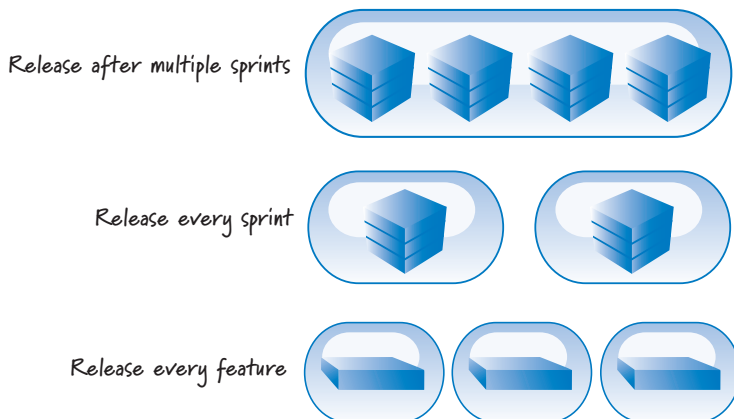 Release after multiple sprints
Release every sprint
Release every feature